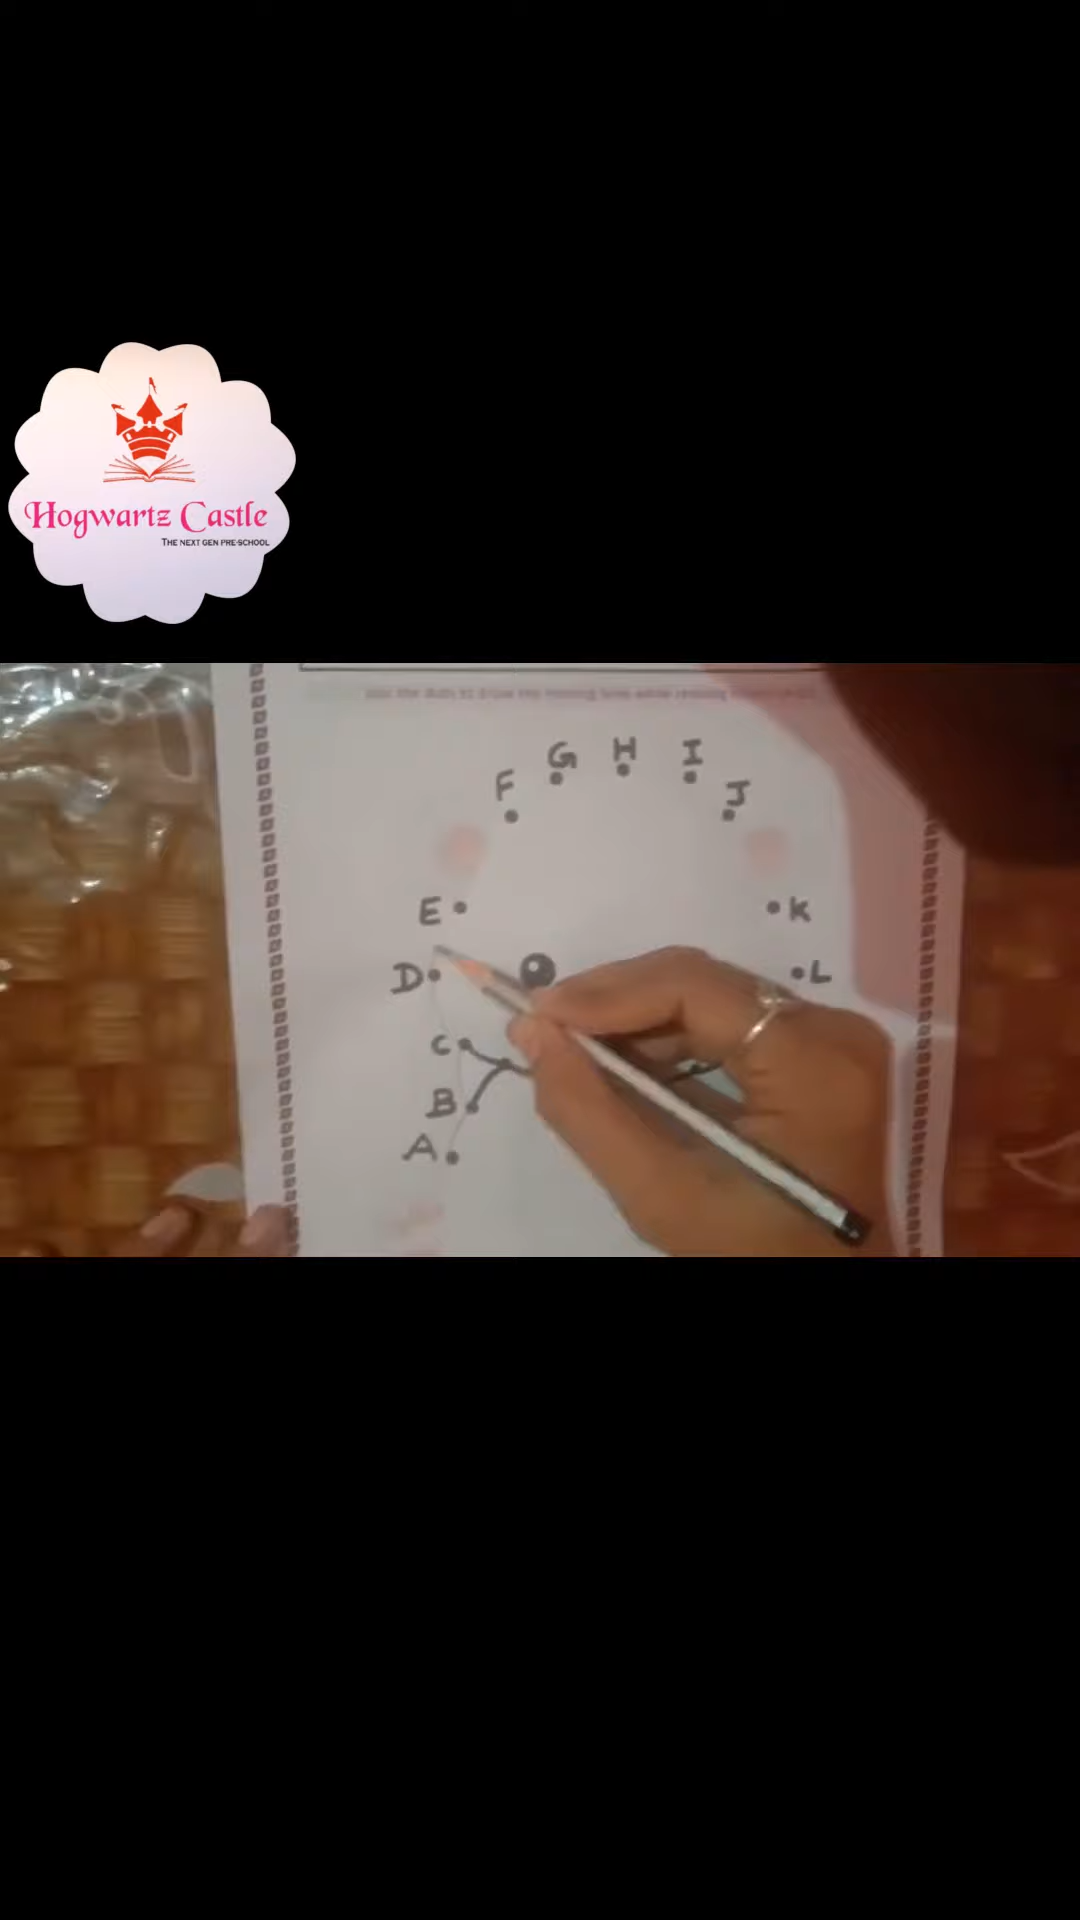 Hogwartz Castle
THE NEXT GEN PRE-SCHOOL
G H I
F J
E K
D L
C
B
A